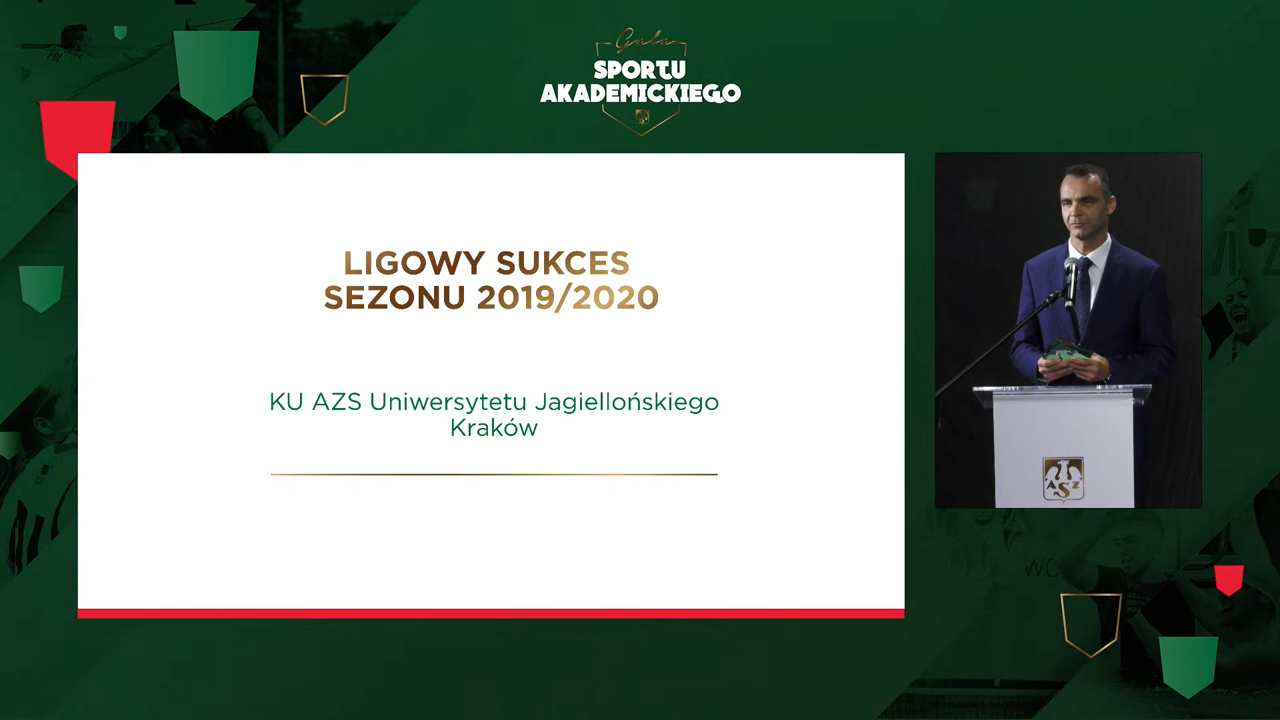 Gala
SPORTU
AKADEMICKIEGO
LIGOWY SUKCES
SEZONU 2019/2020
KU AZS Uniwersytetu Jagiellońskiego
Kraków
AZS